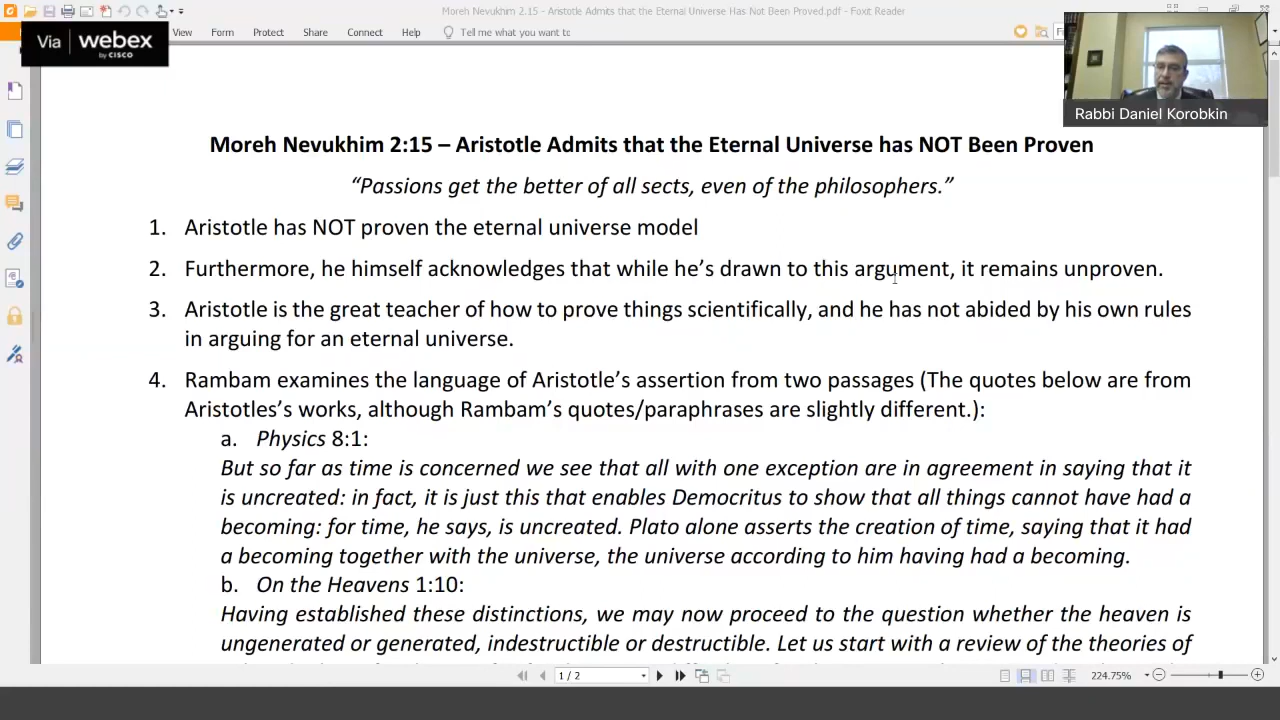 Moreh Nevukhim 2.15 - Aristotle Admits that the Eternal Universe Has Not Been Proved.pdf - Foxit Reader
Via webex
by CISCO
View Form Protect Share Connect Help Tell me what you want to
Rabbi Daniel Korobkin
Moreh Nevukhim 2:15 – Aristotle Admits that the Eternal Universe has NOT Been Proven
“Passions get the better of all sects, even of the philosophers.”
1. Aristotle has NOT proven the eternal universe model
2. Furthermore, he himself acknowledges that while he’s drawn to this argument, it remains unproven.
3. Aristotle is the great teacher of how to prove things scientifically, and he has not abided by his own rules
in arguing for an eternal universe.
4. Rambam examines the language of Aristotle’s assertion from two passages (The quotes below are from
Aristotles’s works, although Rambam’s quotes/paraphrases are slightly different.):
a. Physics 8:1:
But so far as time is concerned we see that all with one exception are in agreement in saying that it
is uncreated: in fact, it is just this that enables Democritus to show that all things cannot have had a
becoming: for time, he says, is uncreated. Plato alone asserts the creation of time, saying that it had
a becoming together with the universe, the universe according to him having had a becoming.
b. On the Heavens 1:10:
Having established these distinctions, we may now proceed to the question whether the heaven is
ungenerated or generated, indestructible or destructible. Let us start with a review of the theories of
1 / 2
224.75%